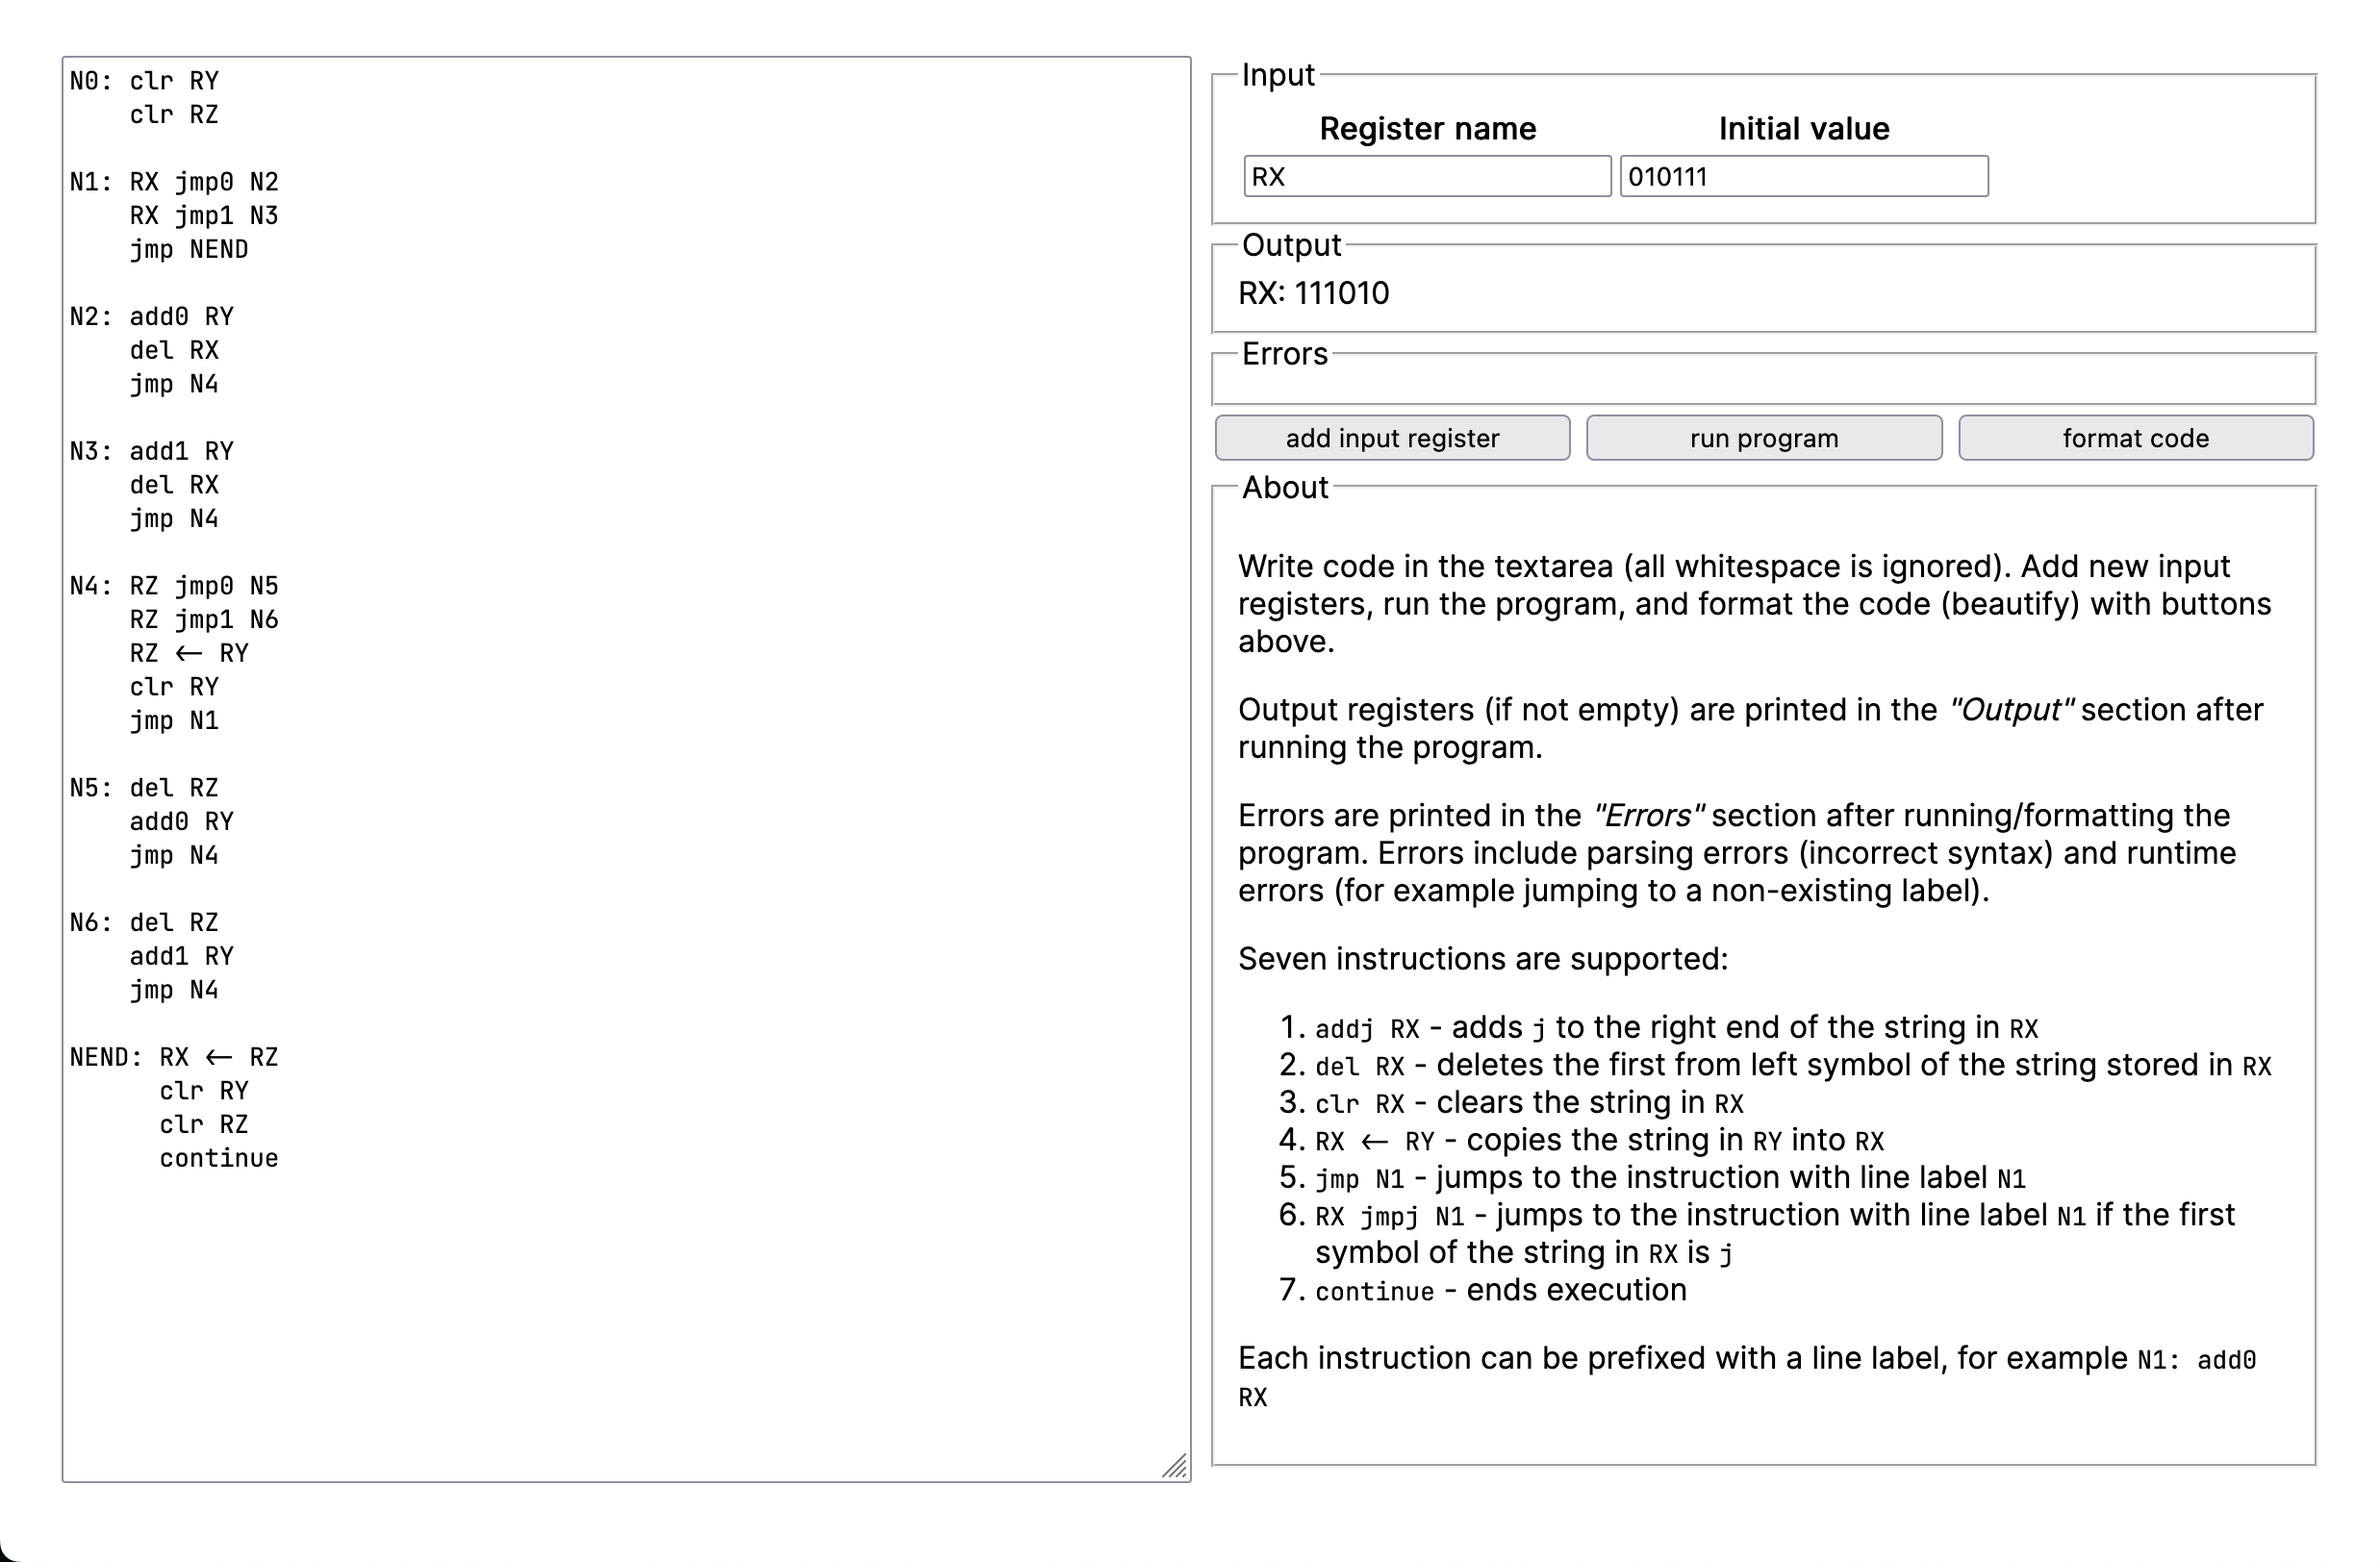 N0: clr RY
clr RZ
N1: RX jmp0 N2
RX jmp1 N3
jmp NEND
N2: add0 RY
del RX
jmp N4
N3: add1 RY
del RX
jmp N4
N4: RZ jmp0 N5
RZ jmp1 N6
RZ ← RY
clr RY
jmp N1
N5: del RZ
add0 RY
jmp N4
N6: del RZ
add1 RY
jmp N4
NEND: RX ← RZ
clr RY
clr RZ
continue
Input
Register name Initial value
RX 010111
Output
RX: 111010
Errors
add input register run program format code
About
Write code in the textarea (all whitespace is ignored). Add new input
registers, run the program, and format the code (beautify) with buttons
above.
Output registers (if not empty) are printed in the "Output" section after
running the program.
Errors are printed in the "Errors" section after running/formatting the
program. Errors include parsing errors (incorrect syntax) and runtime
errors (for example jumping to a non-existing label).
Seven instructions are supported:
1. addj RX - adds j to the right end of the string in RX
2. del RX - deletes the first from left symbol of the string stored in RX
3. clr RX - clears the string in RX
4. RX ← RY - copies the string in RY into RX
5. jmp N1 - jumps to the instruction with line label N1
6. RX jmpj N1 - jumps to the instruction with line label N1 if the first
symbol of the string in RX is j
7. continue - ends execution
Each instruction can be prefixed with a line label, for example N1: add0
RX